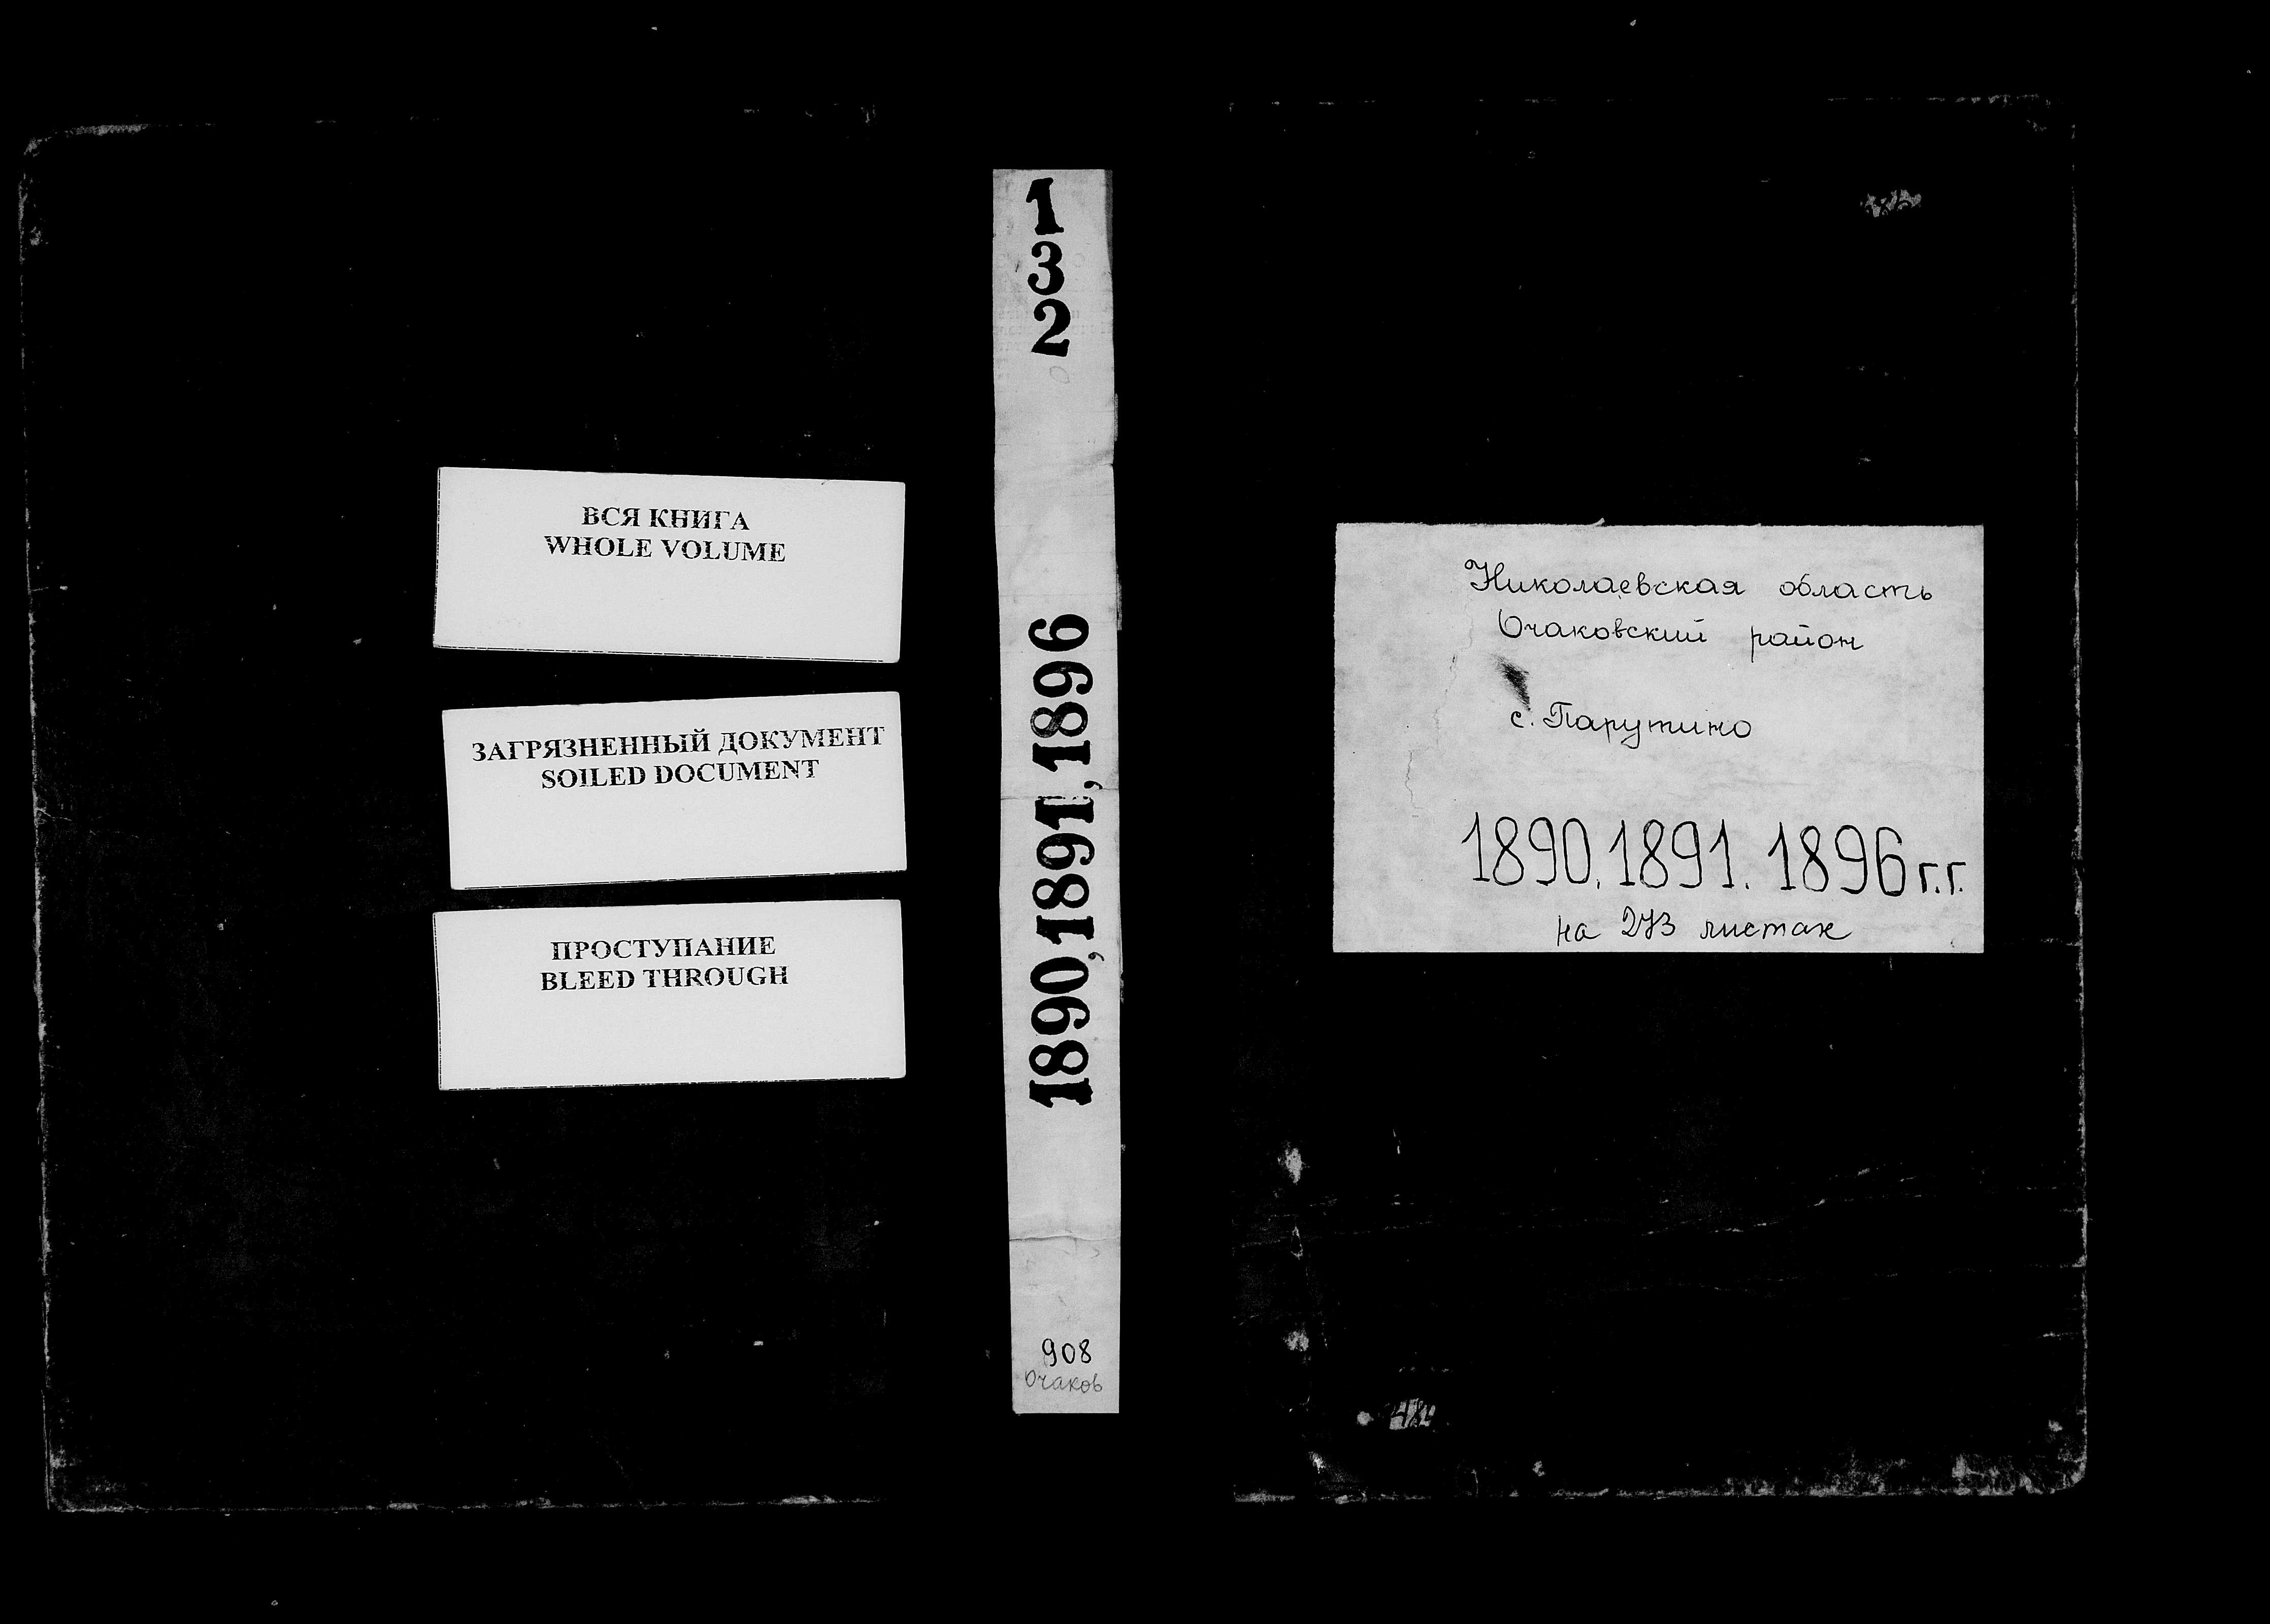 ВСЯ КНИГА
WHOLE VOLUME
ЗАГРЯЗНЕННЫЙ ДОКУМЕНТ
SOILED DOCUMENT
ПРОСТУПАНИЕ
BLEED THROUGH
1
3
2
1890,1891,1896
908
Очаков
Николаевская область
Очаковский район
с. Парутино
1890. 1891. 1896 г.г.
на 273 листах